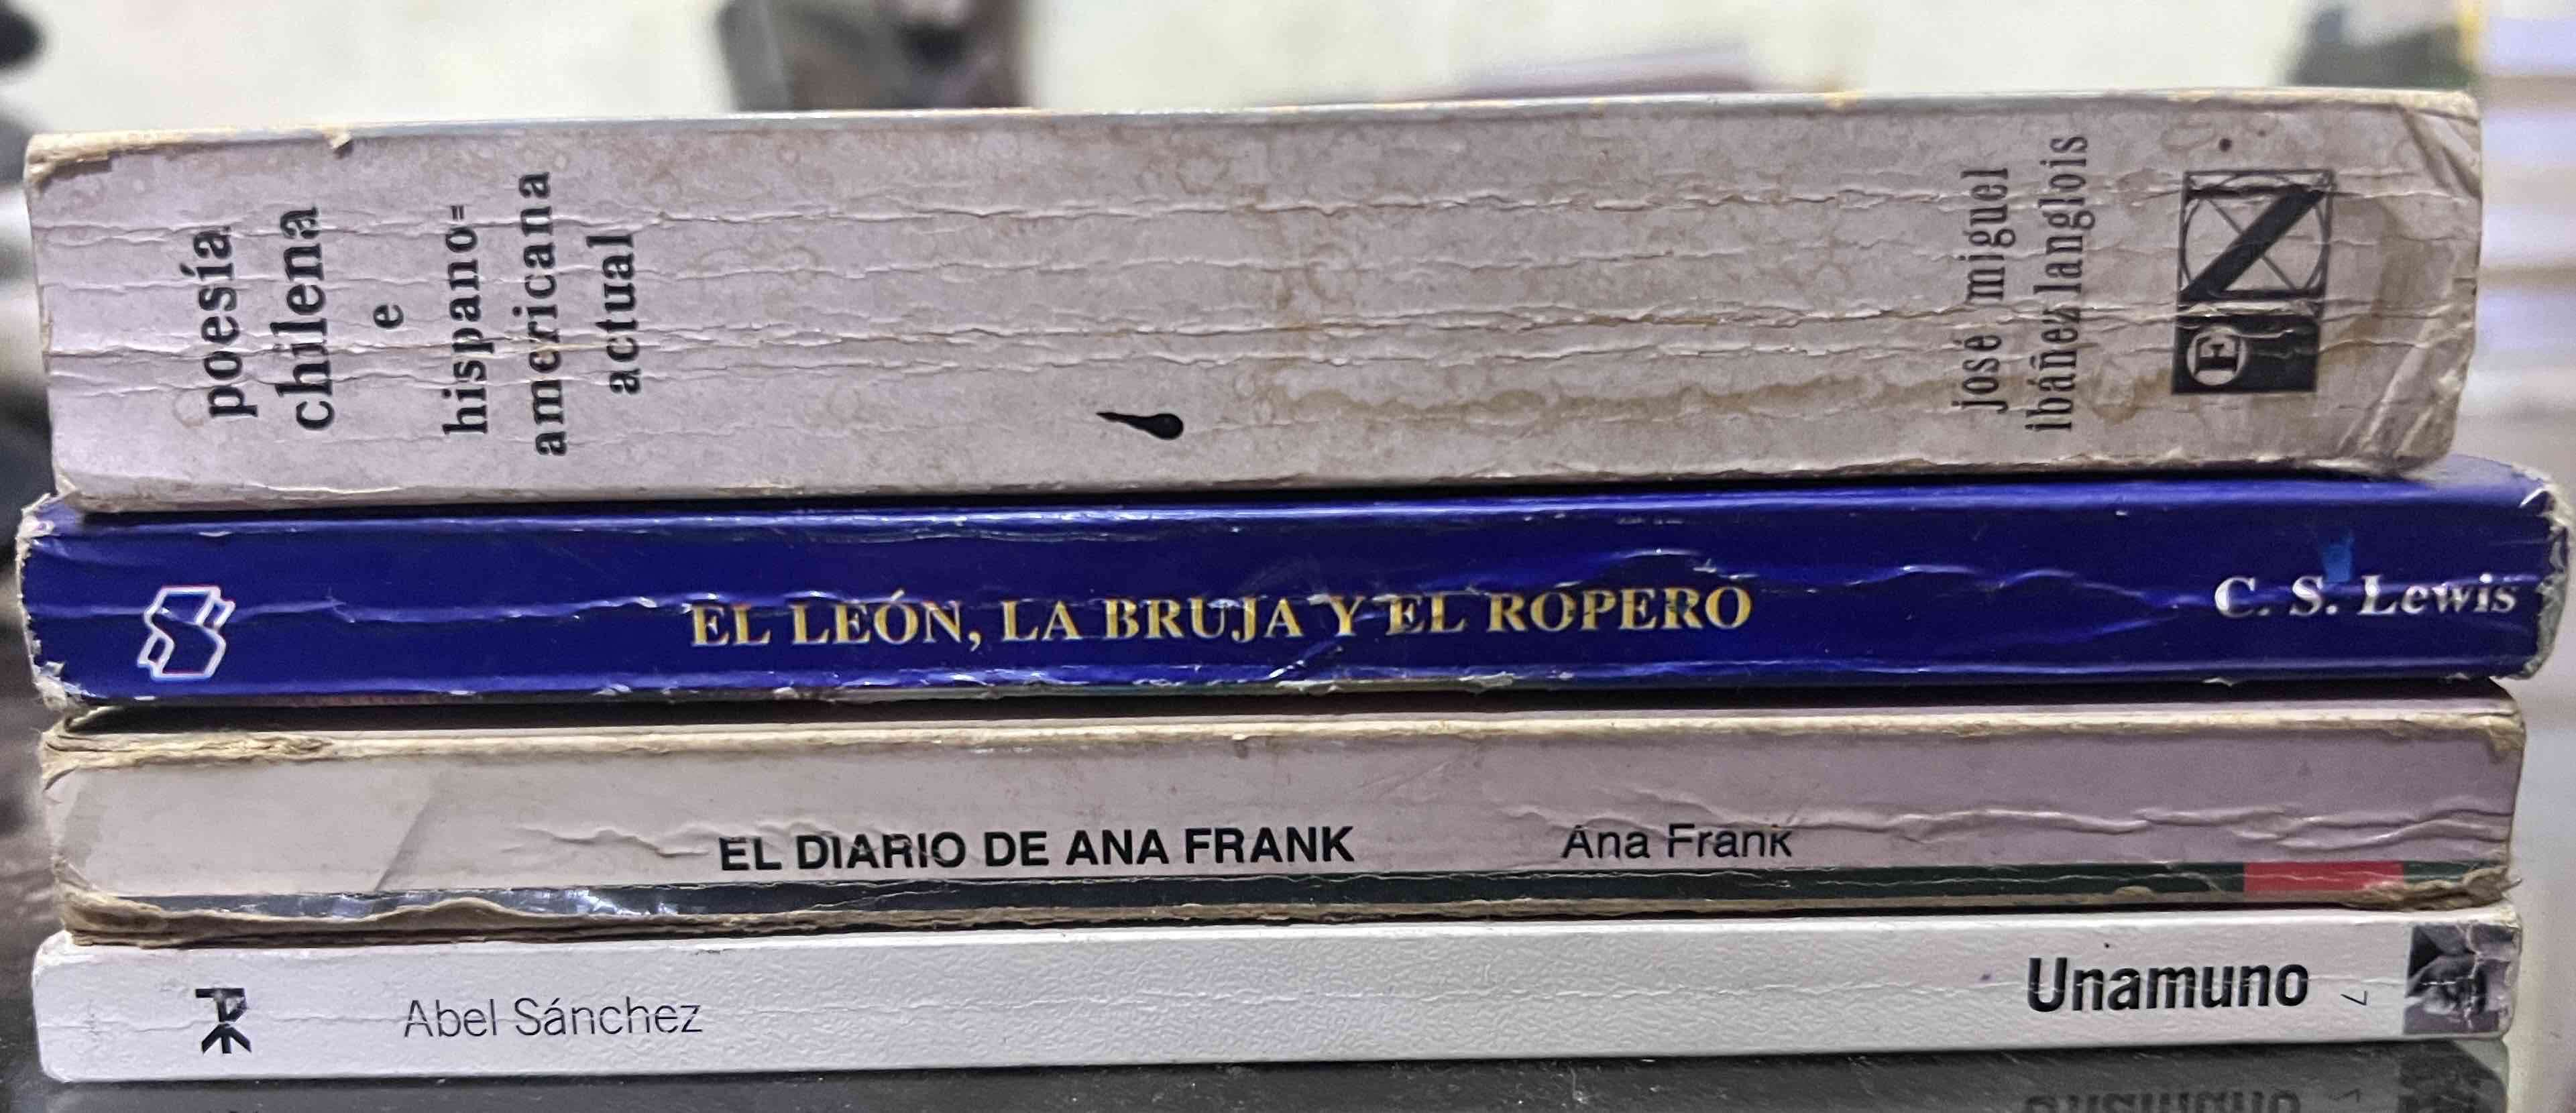 poesía
chilena
e
hispano=
americana
actual
josé miguel
ibáñez langlois
E N
EL LEÓN, LA BRUJA Y EL ROPERO
C. S. Lewis
EL DIARIO DE ANA FRANK
Ana Frank
Abel Sánchez
Unamuno
7